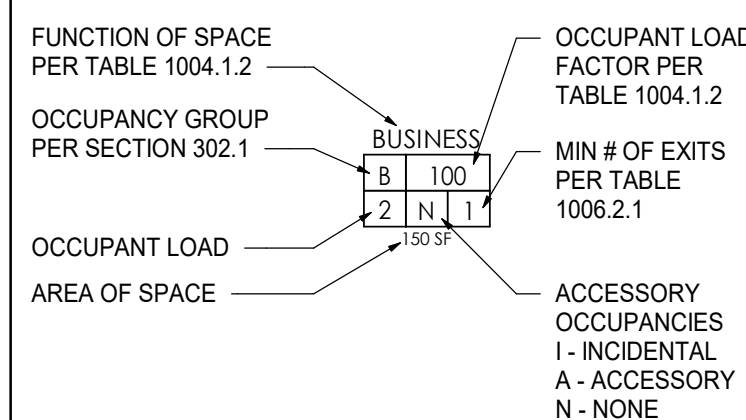 FUNCTION OF SPACE
PER TABLE 1004.1.2
OCCUPANCY GROUP
PER SECTION 302.1
OCCUPANT LOAD
AREA OF SPACE
BUSINESS
B 100
2 N 1
150 SF
OCCUPANT LOAD
FACTOR PER
TABLE 1004.1.2
MIN # OF EXITS
PER TABLE
1006.2.1
ACCESSORY
OCCUPANCIES
I - INCIDENTAL
A - ACCESSORY
N - NONE